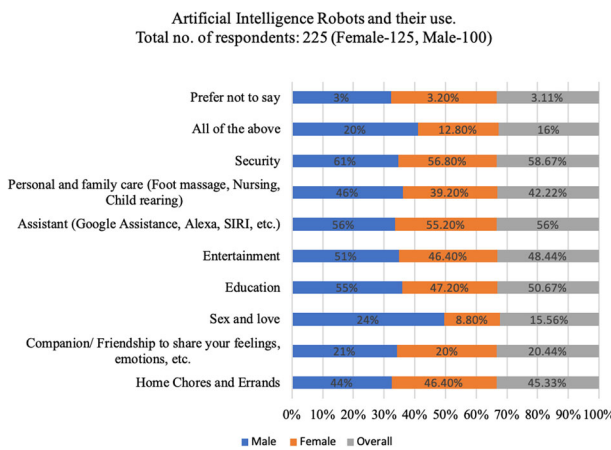 Artificial Intelligence Robots and their use.
Total no. of respondents: 225 (Female-125, Male-100)
Prefer not to say 3% 3.20% 3.11%
All of the above 20% 12.80% 16%
Security 61% 56.80% 58.67%
Personal and family care (Foot massage, Nursing,
Child rearing) 46% 39.20% 42.22%
Assistant (Google Assistance, Alexa, SIRI, etc.) 56% 55.20% 56%
Entertainment 51% 46.40% 48.44%
Education 55% 47.20% 50.67%
Sex and love 24% 8.80% 15.56%
Companion/ Friendship to share your feelings,
emotions, etc. 21% 20% 20.44%
Home Chores and Errands 44% 46.40% 45.33%
0% 10% 20% 30% 40% 50% 60% 70% 80% 90% 100%
Male Female Overall